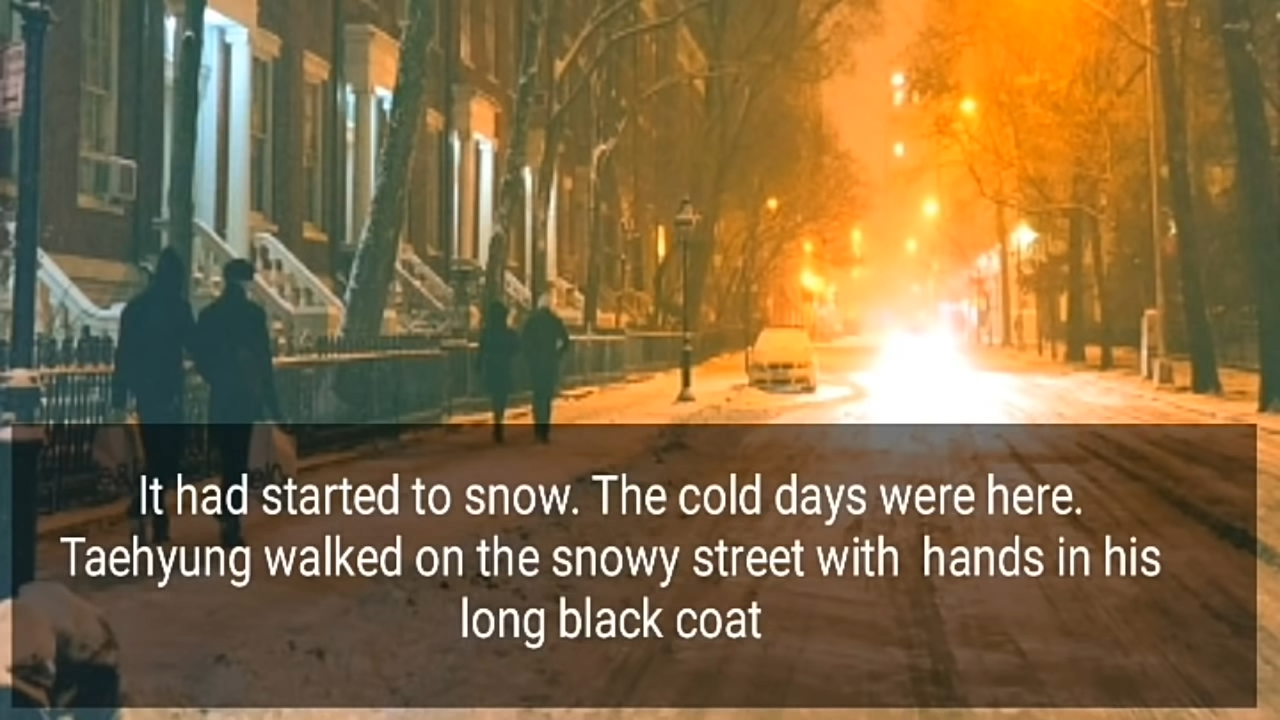 It had started to snow. The cold days were here.
Taehyung walked on the snowy street with hands in his
long black coat